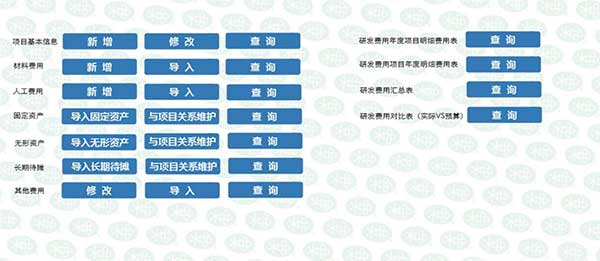 项目基本信息 新 增 修 改 查 询
材料费用 新 增 导 入 查 询
人工费用 新 增 导 入 查 询
固定资产 导入固定资产 与项目关系维护 查 询
无形资产 导入无形资产 与项目关系维护 查 询
长期待摊 导入长期待摊 与项目关系维护 查 询
其他费用 修 改 导 入 查 询
研发费用年度项目明细费用表 查 询
研发费用项目年度明细费用表 查 询
研发费用汇总表 查 询
研发费用对比表（实际VS预算） 查 询